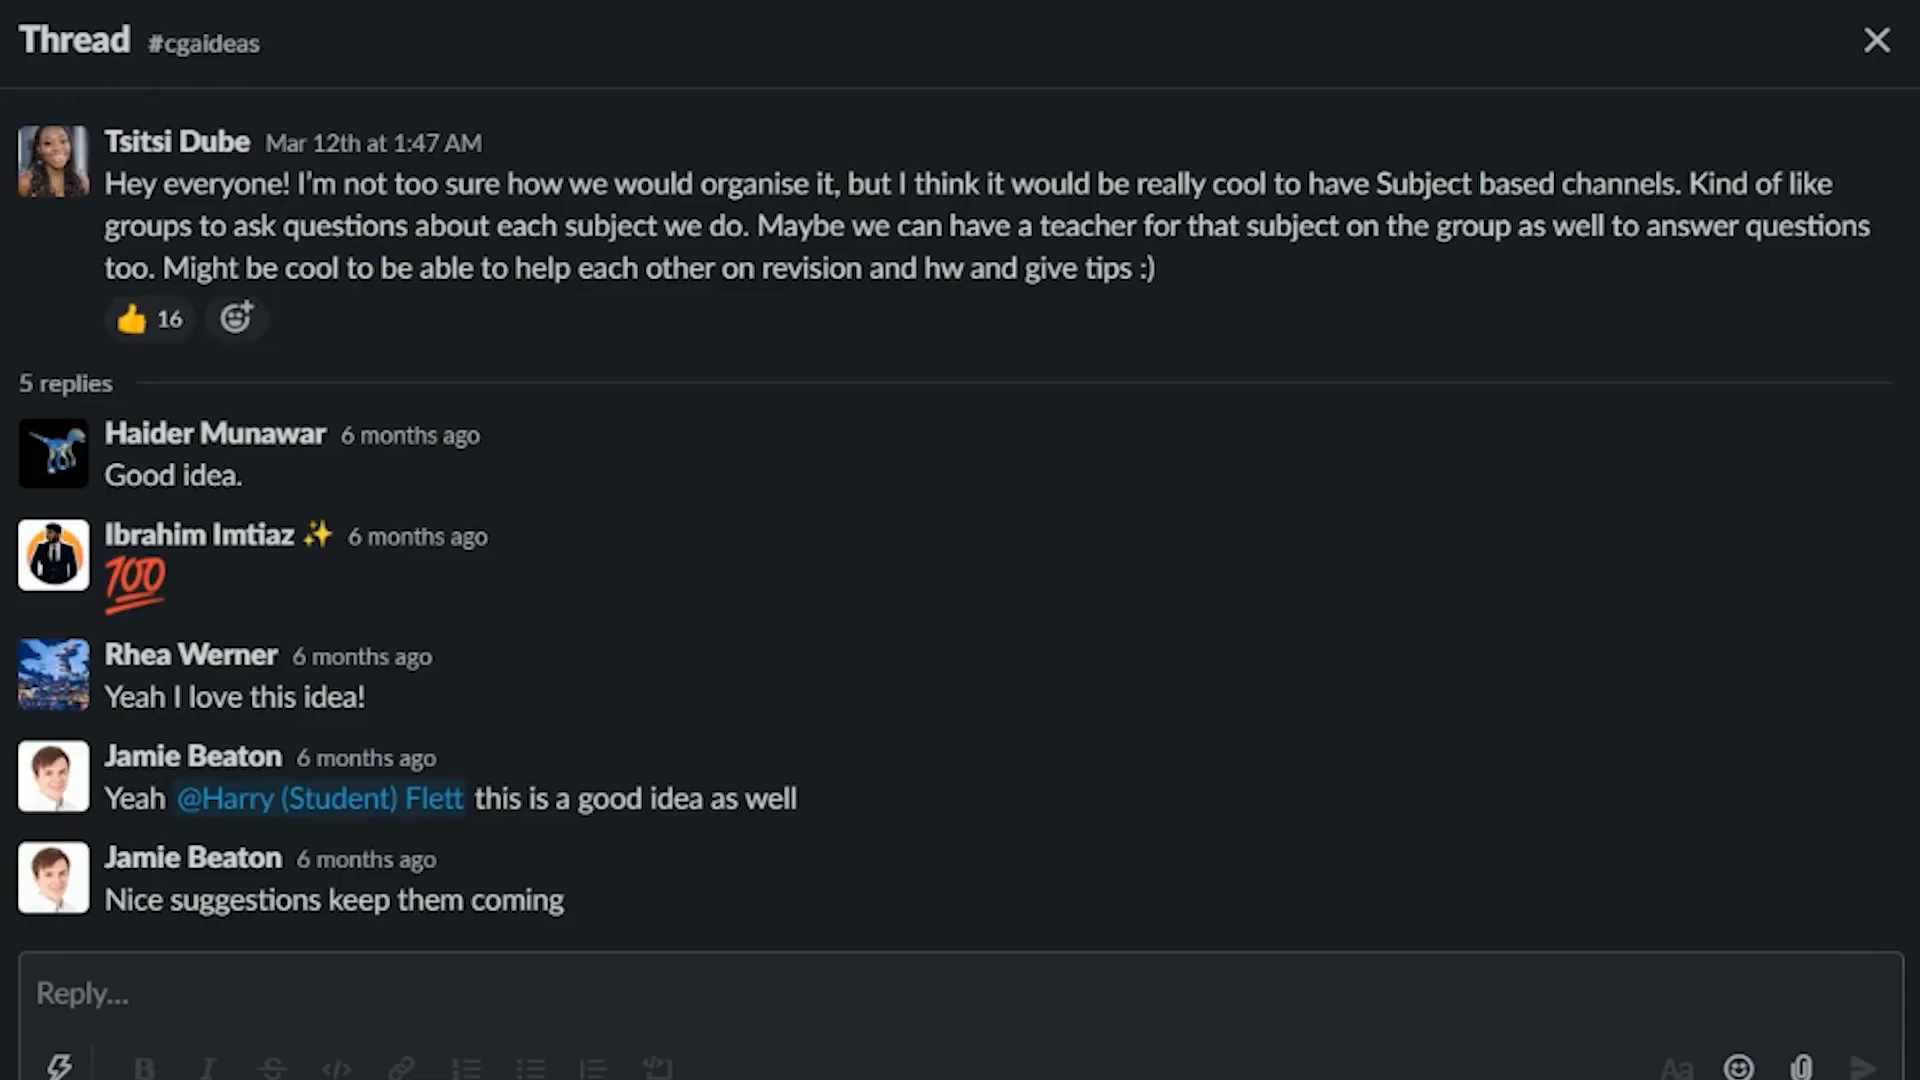 Thread #cgaideas
Tsitsi Dube Mar 12th at 1:47 AM
Hey everyone! I'm not too sure how we would organise it, but I think it would be really cool to have Subject based channels. Kind of like
groups to ask questions about each subject we do. Maybe we can have a teacher for that subject on the group as well to answer questions
too. Might be cool to be able to help each other on revision and hw and give tips :)
👍 16
5 replies
Haider Munawar 6 months ago
Good idea.
Ibrahim Imtiaz ✨ 6 months ago
💯
Rhea Werner 6 months ago
Yeah I love this idea!
Jamie Beaton 6 months ago
Yeah @Harry (Student) Flett this is a good idea as well
Jamie Beaton 6 months ago
Nice suggestions keep them coming
Reply...
Aa